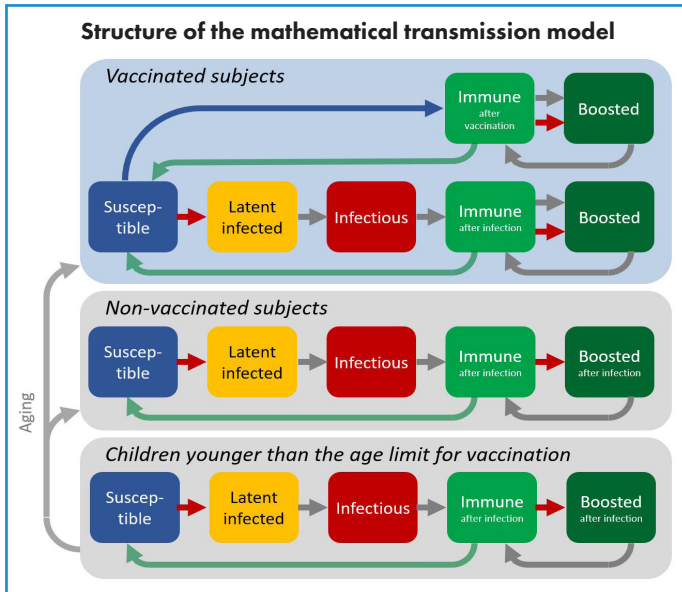 Structure of the mathematical transmission model
Vaccinated subjects
Immune
after
vaccination
Boosted
Suscep-
tible
Latent
infected
Infectious
Immune
after infection
Boosted
Non-vaccinated subjects
Suscep-
tible
Latent
infected
Infectious
Immune
after infection
Boosted
after infection
Aging
Children younger than the age limit for vaccination
Suscep-
tible
Latent
infected
Infectious
Immune
after infection
Boosted
after infection